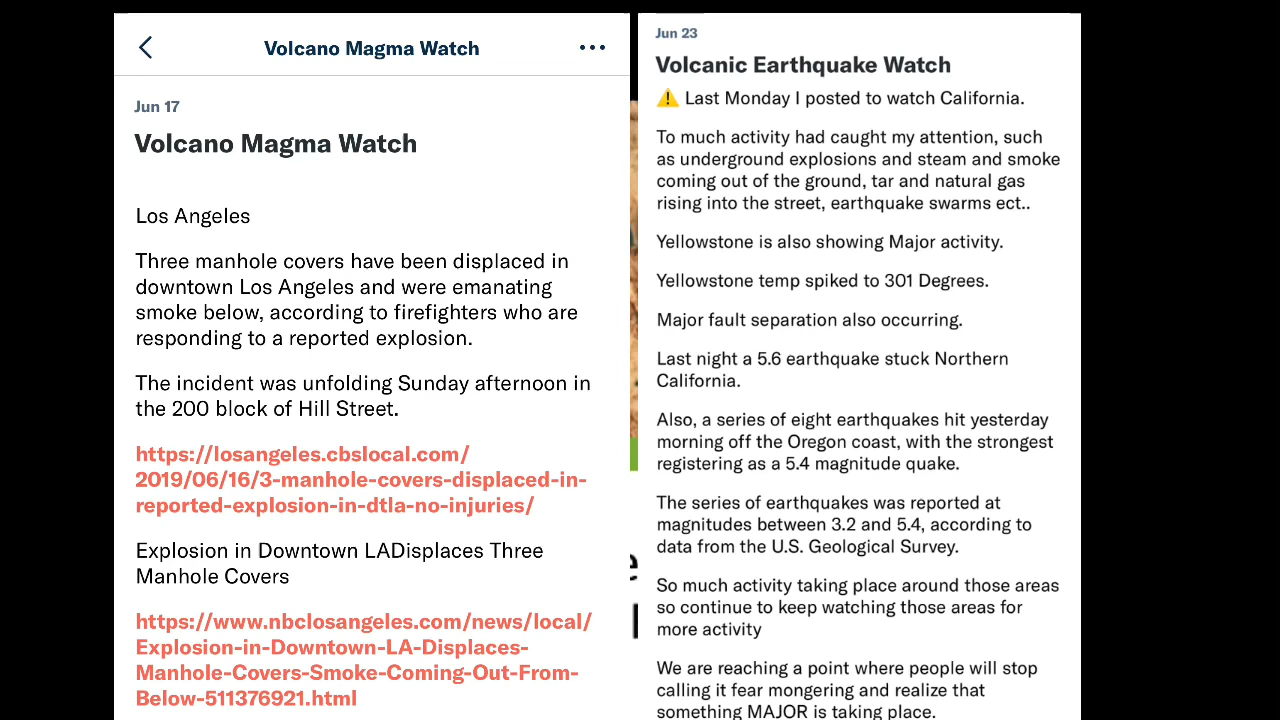 Volcano Magma Watch
Jun 17
Volcano Magma Watch
Los Angeles
Three manhole covers have been displaced in
downtown Los Angeles and were emanating
smoke below, according to firefighters who are
responding to a reported explosion.
The incident was unfolding Sunday afternoon in
the 200 block of Hill Street.
https://losangeles.cbslocal.com/
2019/06/16/3-manhole-covers-displaced-in-
reported-explosion-in-dtla-no-injuries/
Explosion in Downtown LADisplaces Three
Manhole Covers
https://www.nbclosangeles.com/news/local/
Explosion-in-Downtown-LA-Displaces-
Manhole-Covers-Smoke-Coming-Out-From-
Below-511376921.html
Jun 23
Volcanic Earthquake Watch
⚠️ Last Monday I posted to watch California.
To much activity had caught my attention, such
as underground explosions and steam and smoke
coming out of the ground, tar and natural gas
rising into the street, earthquake swarms ect..
Yellowstone is also showing Major activity.
Yellowstone temp spiked to 301 Degrees.
Major fault separation also occurring.
Last night a 5.6 earthquake stuck Northern
California.
Also, a series of eight earthquakes hit yesterday
morning off the Oregon coast, with the strongest
registering as a 5.4 magnitude quake.
The series of earthquakes was reported at
magnitudes between 3.2 and 5.4, according to
data from the U.S. Geological Survey.
So much activity taking place around those areas
so continue to keep watching those areas for
more activity
We are reaching a point where people will stop
calling it fear mongering and realize that
something MAJOR is taking place.